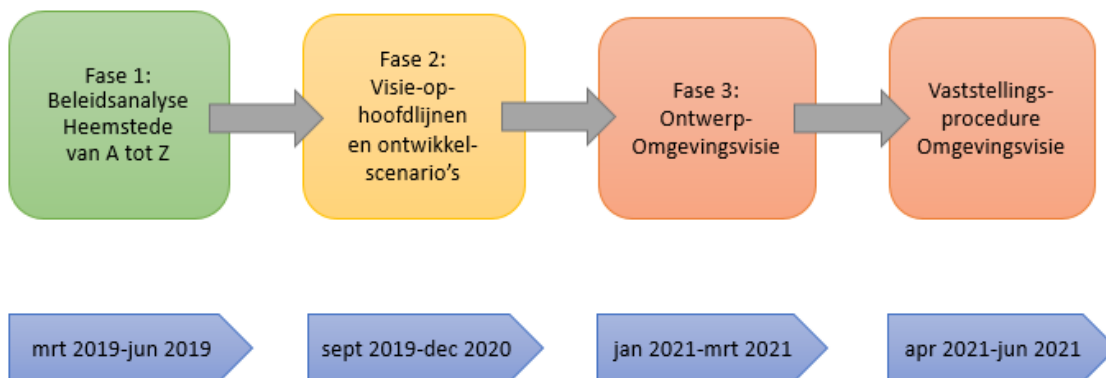 Fase 1:
Beleidsanalyse
Heemstede
van A tot Z
Fase 2:
Visie-op-
hoofdlijnen
en ontwikkel-
scenario's
Fase 3:
Ontwerp-
Omgevingsvisie
Vaststellings-
procedure
Omgevingsvisie
mrt 2019-jun 2019
sept 2019-dec 2020
jan 2021-mrt 2021
apr 2021-jun 2021